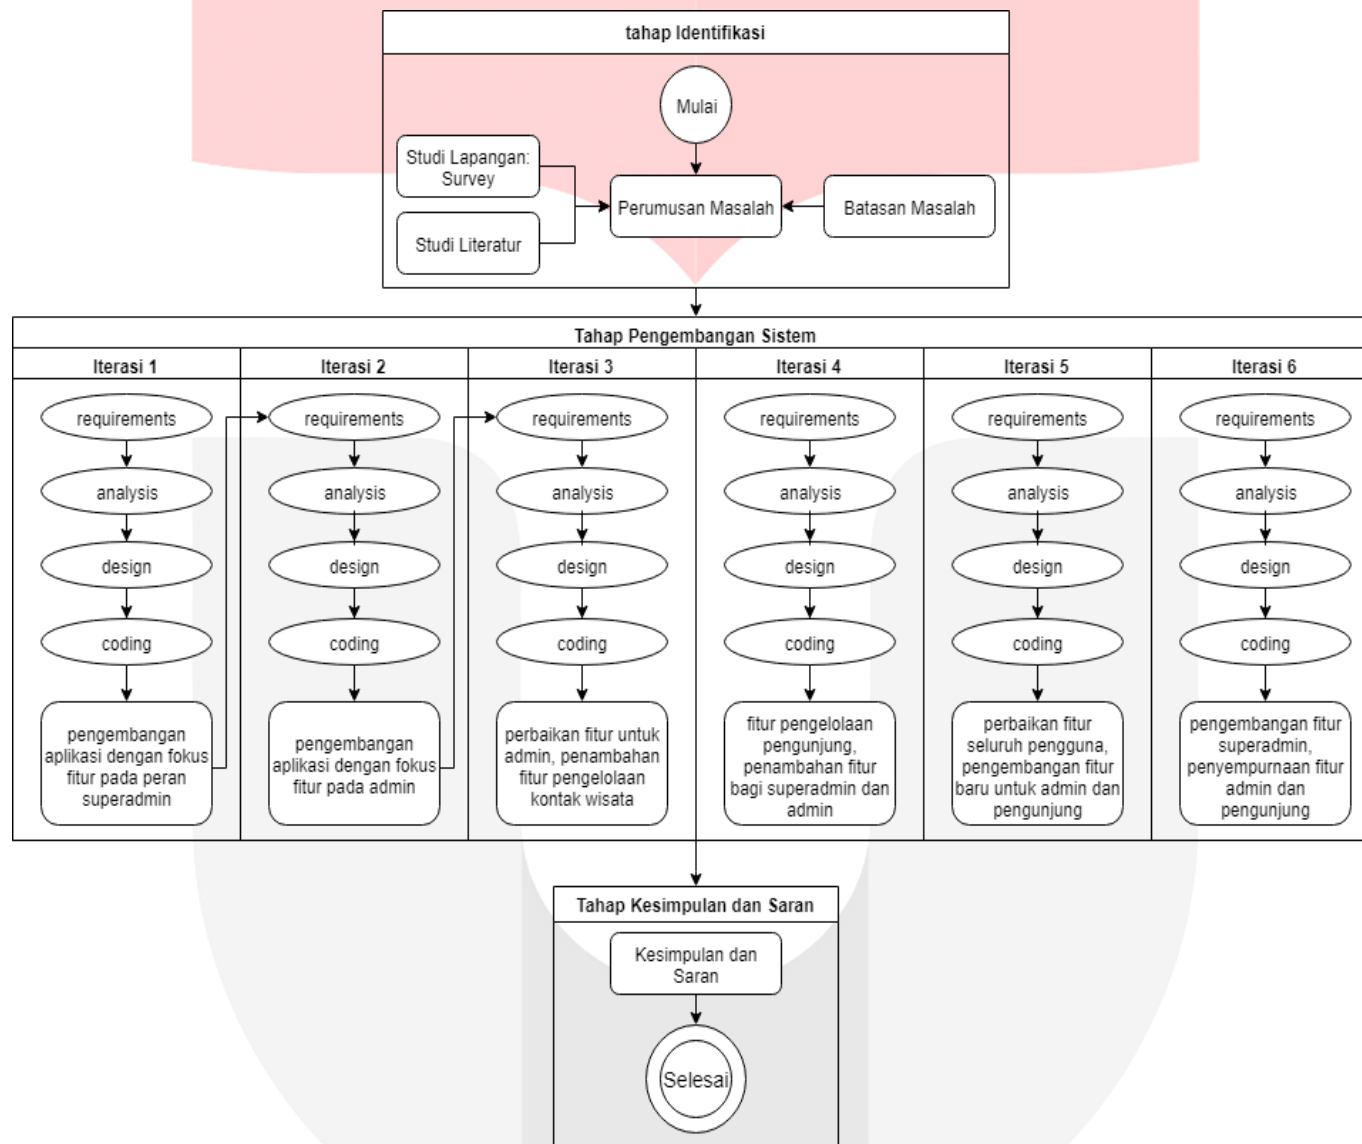 tahap Identifikasi
Mulai
Studi Lapangan:
Survey
Studi Literatur
Perumusan Masalah
Batasan Masalah
Tahap Pengembangan Sistem
Iterasi 1
requirements
analysis
design
coding
pengembangan
aplikasi dengan fokus
fitur pada peran
superadmin
Iterasi 2
requirements
analysis
design
coding
pengembangan
aplikasi dengan fokus
fitur pada admin
Iterasi 3
requirements
analysis
design
coding
perbaikan fitur untuk
admin, penambahan
fitur pengelolaan
kontak wisata
Iterasi 4
requirements
analysis
design
coding
fitur pengelolaan
pengunjung,
penambahan fitur
bagi superadmin dan
admin
Iterasi 5
requirements
analysis
design
coding
perbaikan fitur
seluruh pengguna,
pengembangan fitur
baru untuk admin dan
pengunjung
Iterasi 6
requirements
analysis
design
coding
pengembangan fitur
superadmin,
penyempurnaan fitur
admin dan
pengunjung
Tahap Kesimpulan dan Saran
Kesimpulan dan
Saran
Selesai